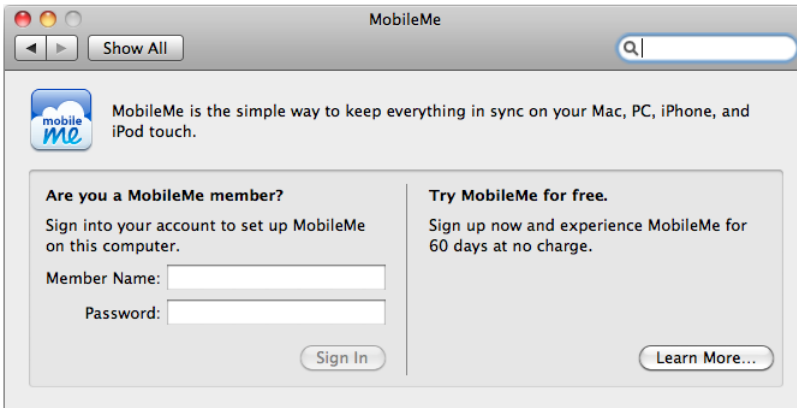 MobileMe
Show All
mobile
me
MobileMe is the simple way to keep everything in sync on your Mac, PC, iPhone, and
iPod touch.
Are you a MobileMe member?
Sign into your account to set up MobileMe
on this computer.
Member Name:
Password:
Sign In
Try MobileMe for free.
Sign up now and experience MobileMe for
60 days at no charge.
Learn More...